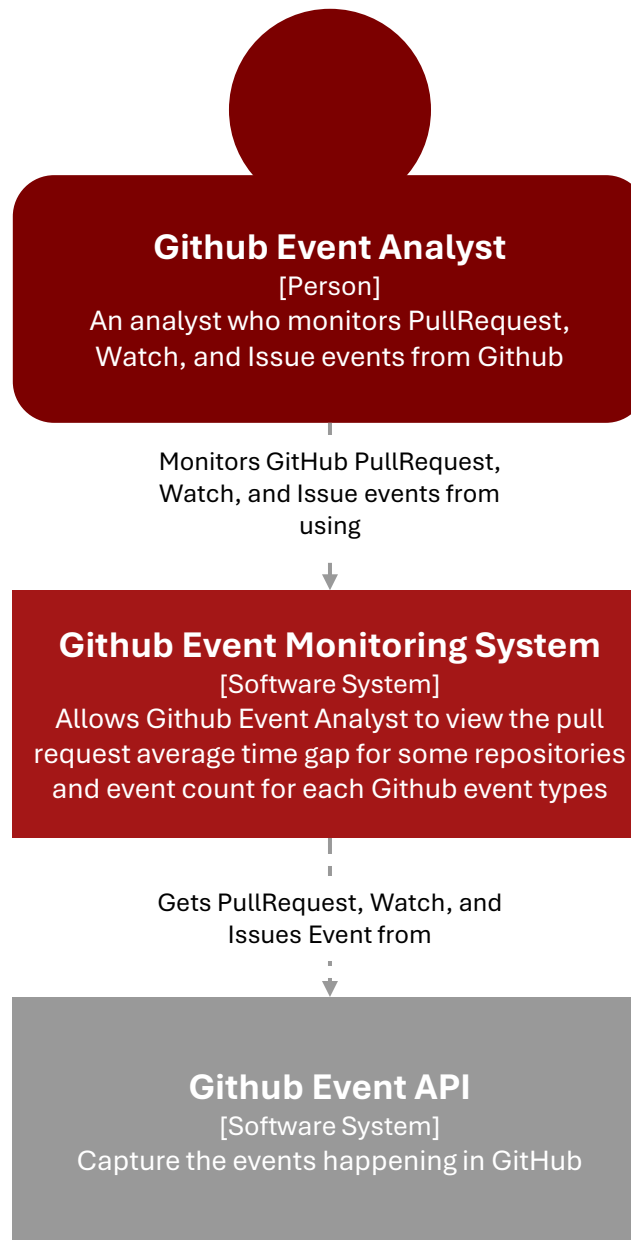 Github Event Analyst
[Person]
An analyst who monitors PullRequest,
Watch, and Issue events from Github
Monitors GitHub PullRequest,
Watch, and Issue events from
using
Github Event Monitoring System
[Software System]
Allows Github Event Analyst to view the pull
request average time gap for some repositories
and event count for each Github event types
Gets PullRequest, Watch, and
Issues Event from
Github Event API
[Software System]
Capture the events happening in GitHub